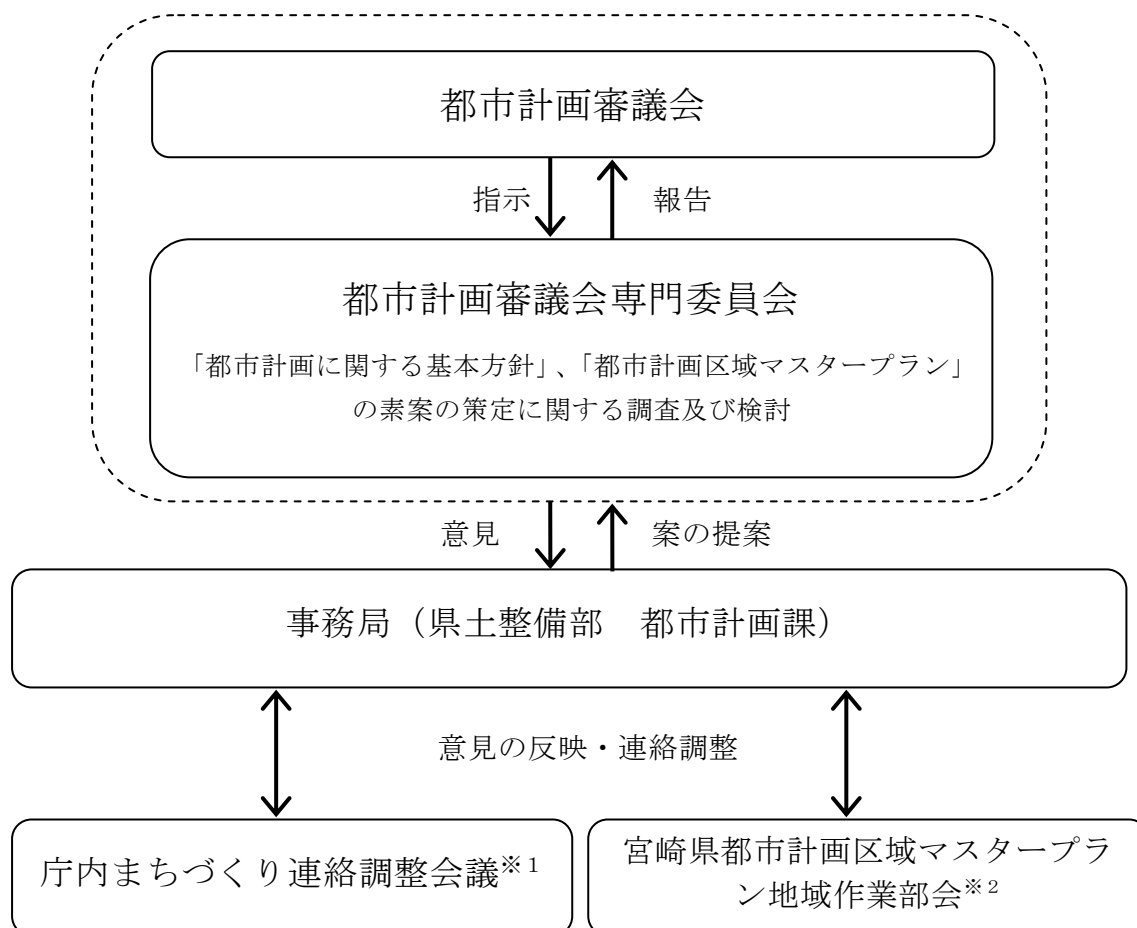 都市計画審議会
指示
報告
都市計画審議会専門委員会
「都市計画に関する基本方針」、「都市計画区域マスタープラン」
の素案の策定に関する調査及び検討
意見
案の提案
事務局（県土整備部　都市計画課）
意見の反映・連絡調整
庁内まちづくり連絡調整会議※1
宮崎県都市計画区域マスタープラ
ン地域作業部会※2